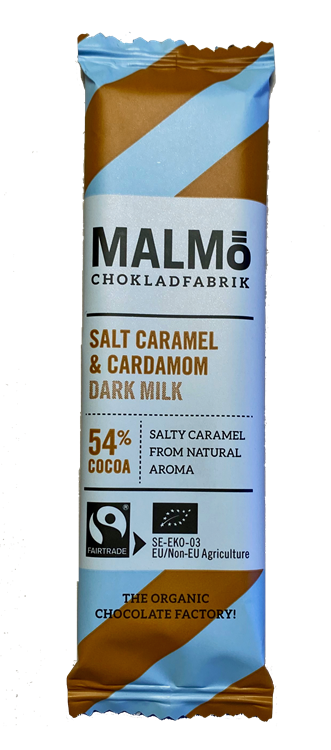 MALMö
CHOKLADFABRIK
SALT CARAMEL
& CARDAMOM
DARK MILK
54%
COCOA
SALTY CARAMEL
FROM NATURAL
AROMA
FAIRTRADE
SE-EKO-03
EU/Non-EU Agriculture
THE ORGANIC
CHOCOLATE FACTORY!